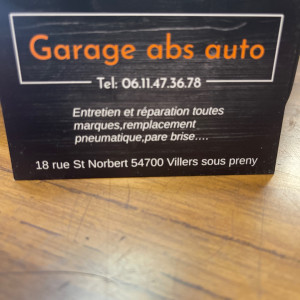 Garage abs auto
Tel: 06.11.47.36.78
Entretien et réparation toutes
marques,remplacement
pneumatique,pare brise....
18 rue St Norbert 54700 Villers sous preny